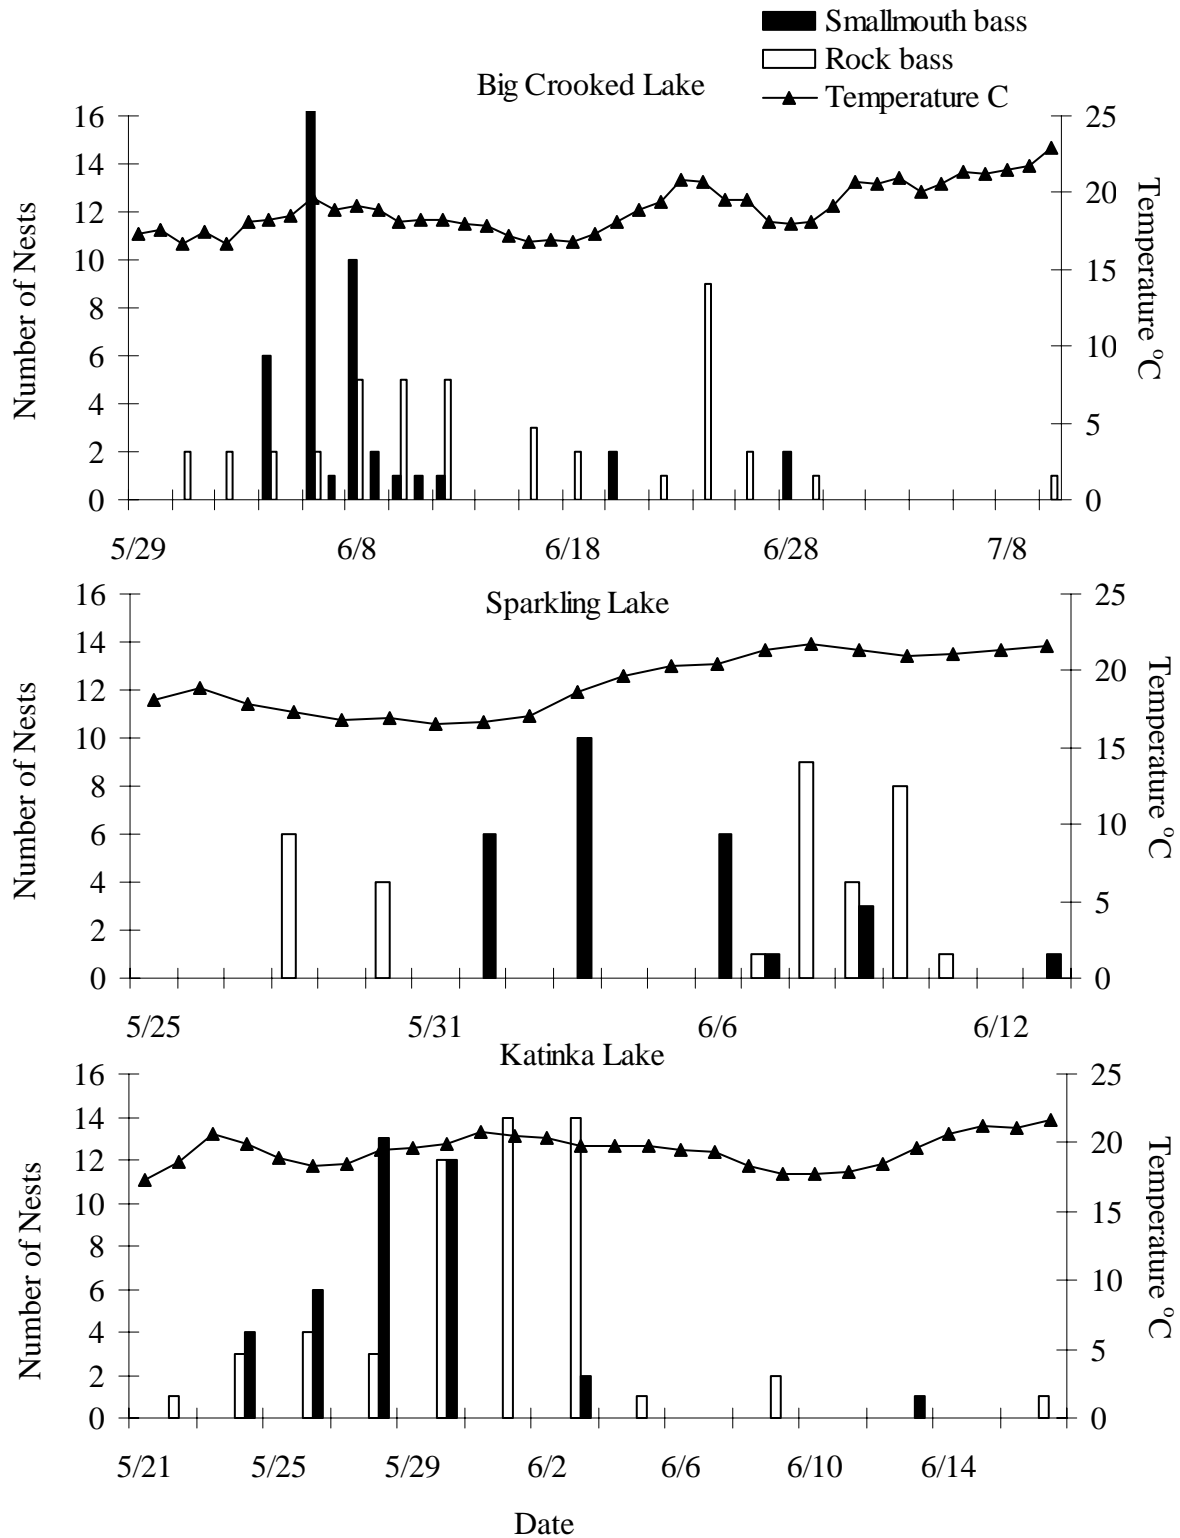 Smallmouth bass
Rock bass
Temperature C
Big Crooked Lake
Number of Nests
16
14
12
10
8
6
4
2
0
25
20
15
10
5
0
Temperature °C
5/29 6/8 6/18 6/28 7/8
Sparkling Lake
Number of Nests
16
14
12
10
8
6
4
2
0
25
20
15
10
5
0
Temperature °C
5/25 5/31 6/6 6/12
Katinka Lake
Number of Nests
16
14
12
10
8
6
4
2
0
25
20
15
10
5
0
Temperature °C
5/21 5/25 5/29 6/2 6/6 6/10 6/14
Date